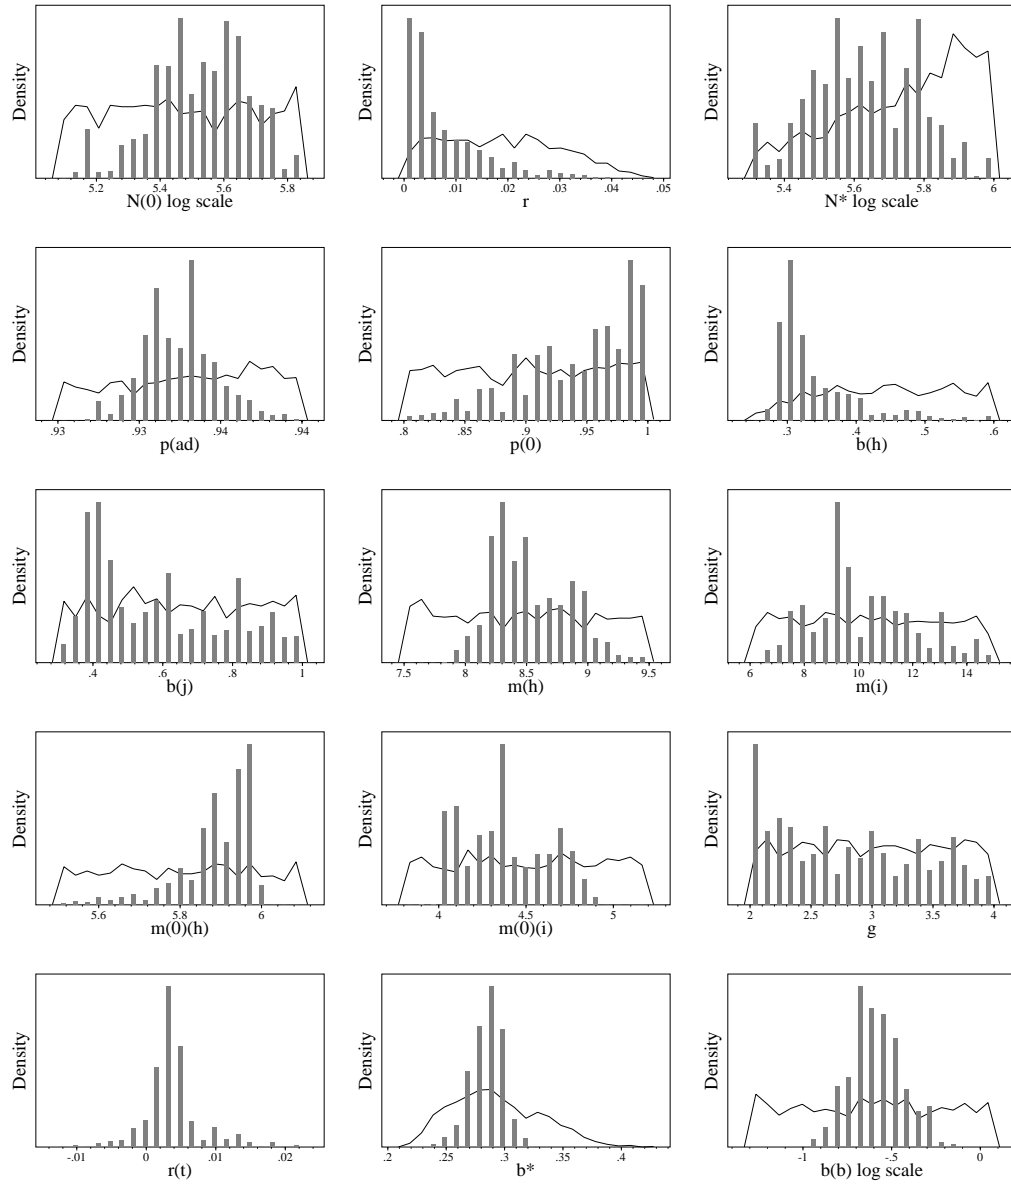 Density
5.2 5.4 5.6 5.8
N(0) log scale
Density
0 .01 .02 .03 .04 .05
r
Density
5.4 5.6 5.8 6
N* log scale
Density
.93 .93 .94 .94
p(ad)
Density
.8 .85 .9 .95 1
p(0)
Density
.3 .4 .5 .6
b(h)
Density
.4 .6 .8 1
b(j)
Density
7.5 8 8.5 9 9.5
m(h)
Density
6 8 10 12 14
m(i)
Density
5.6 5.8 6
m(0)(h)
Density
4 4.5 5
m(0)(i)
Density
2 2.5 3 3.5 4
g
Density
-.01 0 .01 .02
r(t)
Density
.2 .25 .3 .35 .4
b*
Density
-1 -.5 0
b(b) log scale